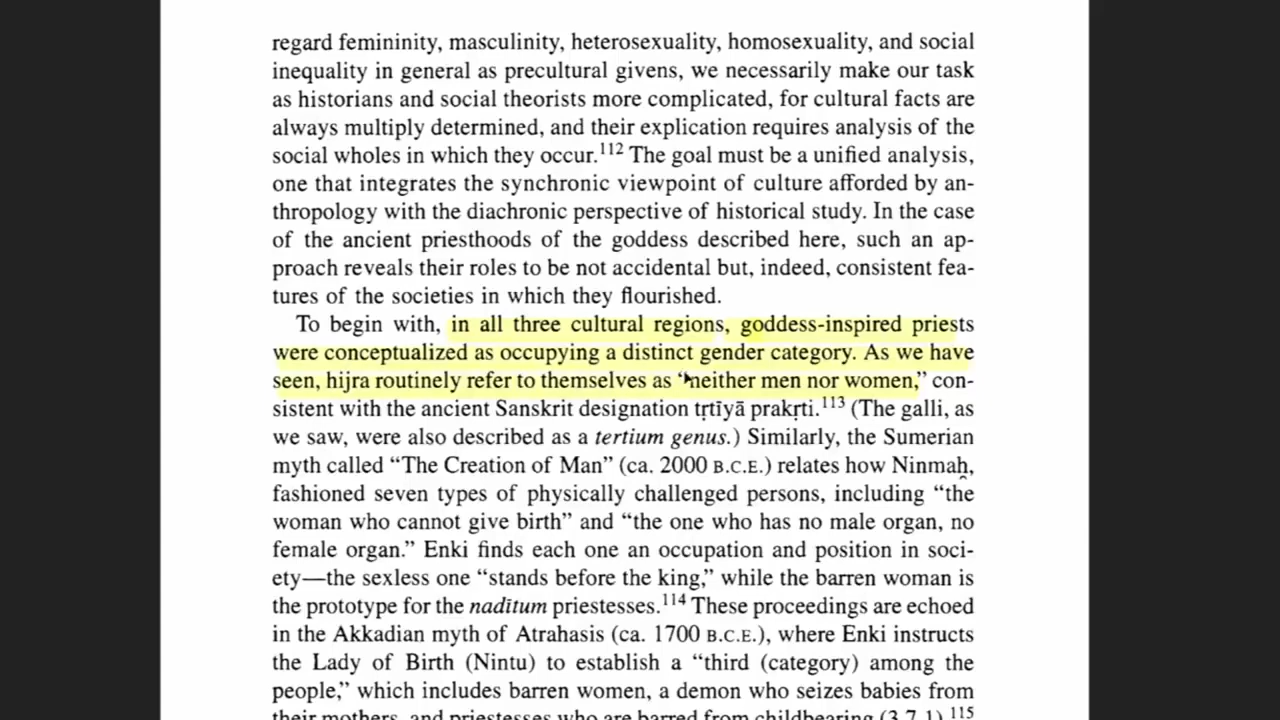 regard femininity, masculinity, heterosexuality, homosexuality, and social
inequality in general as precultural givens, we necessarily make our task
as historians and social theorists more complicated, for cultural facts are
always multiply determined, and their explication requires analysis of the
social wholes in which they occur.112 The goal must be a unified analysis,
one that integrates the synchronic viewpoint of culture afforded by an-
thropology with the diachronic perspective of historical study. In the case
of the ancient priesthoods of the goddess described here, such an ap-
proach reveals their roles to be not accidental but, indeed, consistent fea-
tures of the societies in which they flourished.
To begin with, in all three cultural regions, goddess-inspired priests
were conceptualized as occupying a distinct gender category. As we have
seen, hijra routinely refer to themselves as “neither men nor women,” con-
sistent with the ancient Sanskrit designation tṛtīyā prakṛti.113 (The galli, as
we saw, were also described as a tertium genus.) Similarly, the Sumerian
myth called “The Creation of Man” (ca. 2000 B.C.E.) relates how Ninmaḫ,
fashioned seven types of physically challenged persons, including “the
woman who cannot give birth” and “the one who has no male organ, no
female organ.” Enki finds each one an occupation and position in soci-
ety—the sexless one “stands before the king,” while the barren woman is
the prototype for the nadītum priestesses.114 These proceedings are echoed
in the Akkadian myth of Atrahasis (ca. 1700 B.C.E.), where Enki instructs
the Lady of Birth (Nintu) to establish a “third (category) among the
people,” which includes barren women, a demon who seizes babies from
their mothers, and priestesses who are barred from childbearing (3.7.1).115